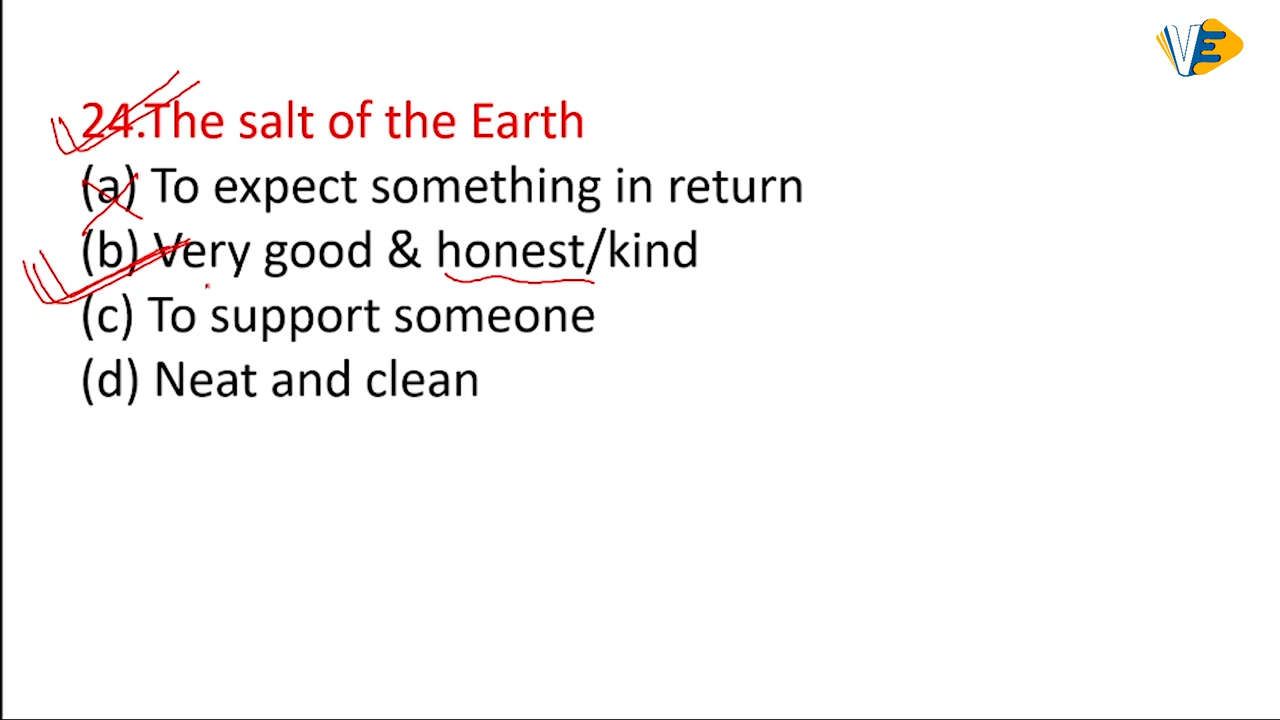 VE
24.The salt of the Earth
(a) To expect something in return
(b) Very good & honest/kind
(c) To support someone
(d) Neat and clean